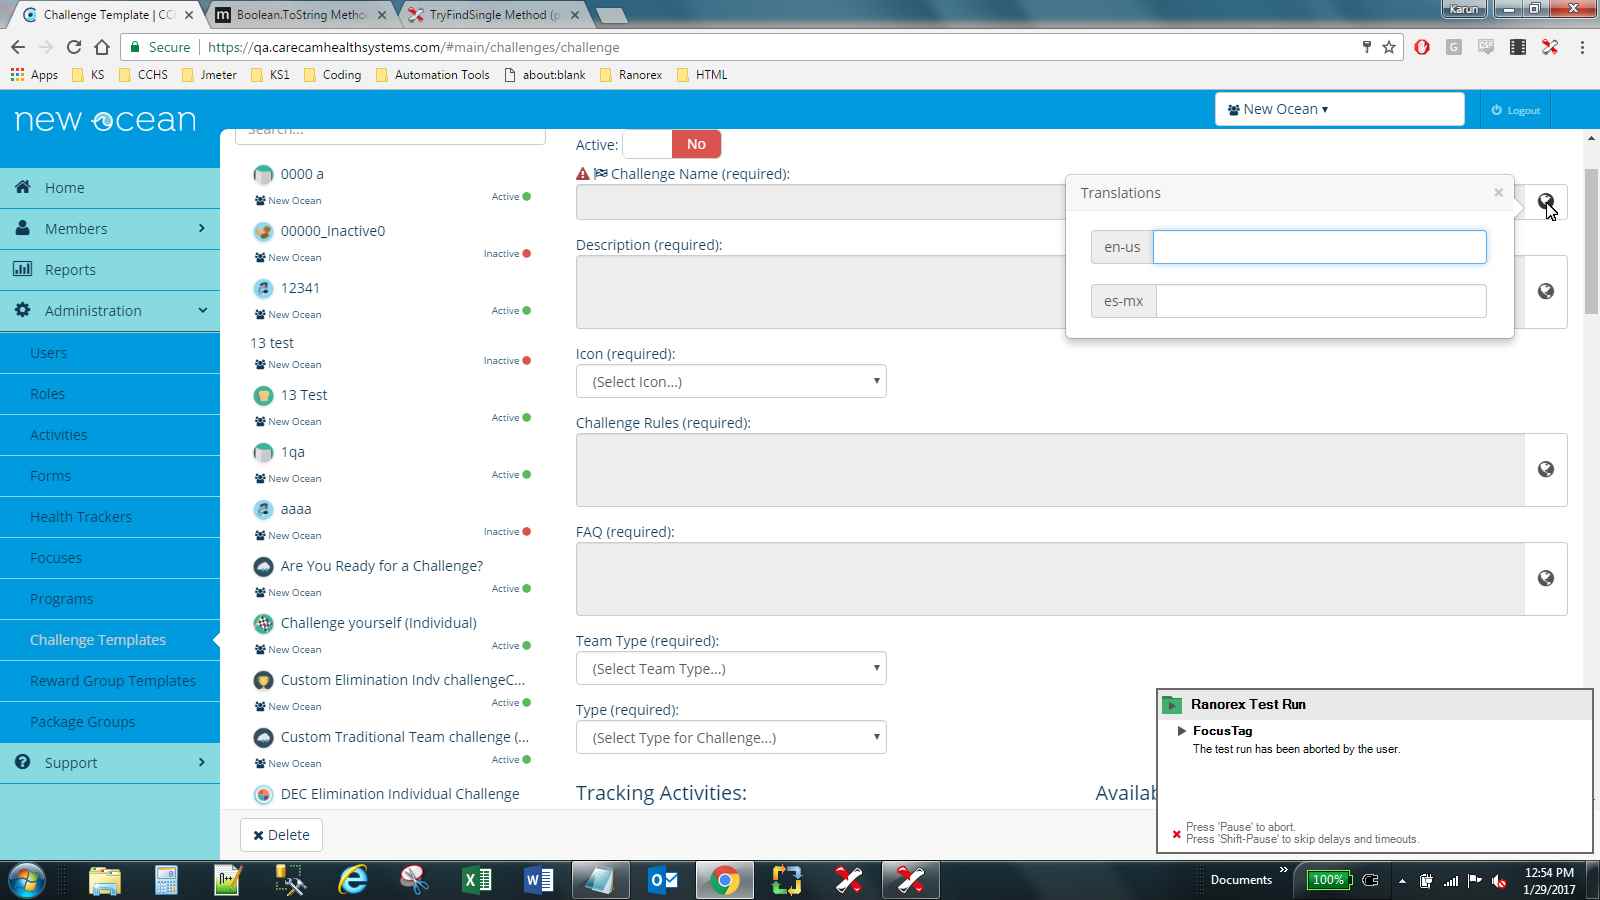 Challenge Template | CC
Boolean.ToString Metho
TryFindSingle Method (p
Karun
Secure
https://qa.carecamhealthsystems.com/#main/challenges/challenge
Apps
KS
CCHS
Jmeter
KS1
Coding
Automation Tools
about:blank
Ranorex
HTML
new ocean
New Ocean
Logout
Home
Members
Reports
Administration
Users
Roles
Activities
Forms
Health Trackers
Focuses
Programs
Challenge Templates
Reward Group Templates
Package Groups
Support
Search...
0000 a
New Ocean
Active
00000_Inactive0
New Ocean
Inactive
12341
New Ocean
Active
13 test
New Ocean
Inactive
13 Test
New Ocean
Active
1qa
New Ocean
Active
aaaa
New Ocean
Inactive
Are You Ready for a Challenge?
New Ocean
Active
Challenge yourself (Individual)
New Ocean
Active
Custom Elimination Indv challengeC...
New Ocean
Active
Custom Traditional Team challenge (...
New Ocean
Active
DEC Elimination Individual Challenge
Delete
Active:
No
Challenge Name (required):
Description (required):
Icon (required):
(Select Icon...)
Challenge Rules (required):
FAQ (required):
Team Type (required):
(Select Team Type...)
Type (required):
(Select Type for Challenge...)
Tracking Activities:
Availab
Translations
×
en-us
es-mx
Ranorex Test Run
FocusTag
The test run has been aborted by the user.
Press 'Pause' to abort.
Press 'Shift-Pause' to skip delays and timeouts.
Documents
100%
12:54 PM
1/29/2017